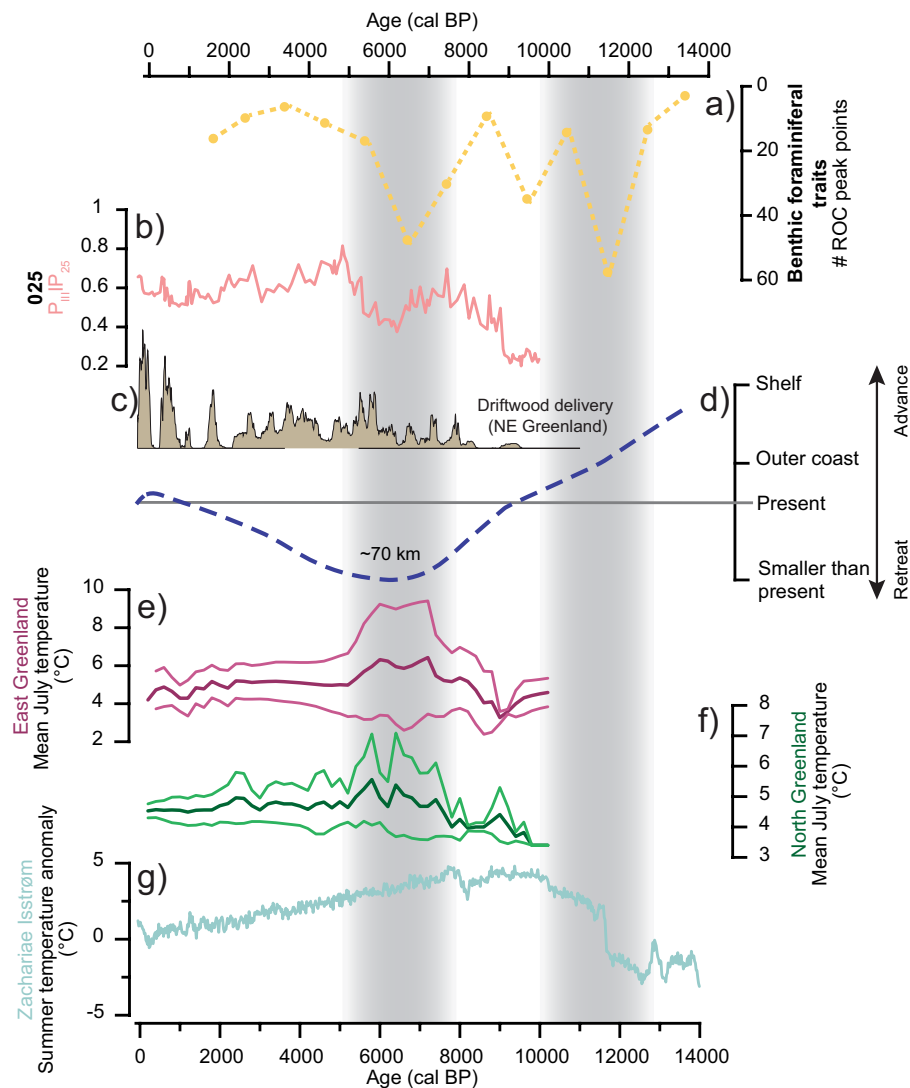 Age (cal BP)
0 2000 4000 6000 8000 10000 12000 14000
a)
0
20
40
60
Benthic foraminiferal
traits
# ROC peak points
b)
1
0.8
0.6
0.4
0.2
025
PIIIIP25
c)
Driftwood delivery
(NE Greenland)
d)
Shelf
Outer coast
Present
Smaller than
present
Advance
Retreat
~70 km
e)
10
8
6
4
2
East Greenland
Mean July temperature
(°C)
f)
8
7
6
5
4
3
North Greenland
Mean July temperature
(°C)
g)
5
0
-5
Zachariae Isstrøm
Summer temperature anomaly
(°C)
0 2000 4000 6000 8000 10000 12000 14000
Age (cal BP)